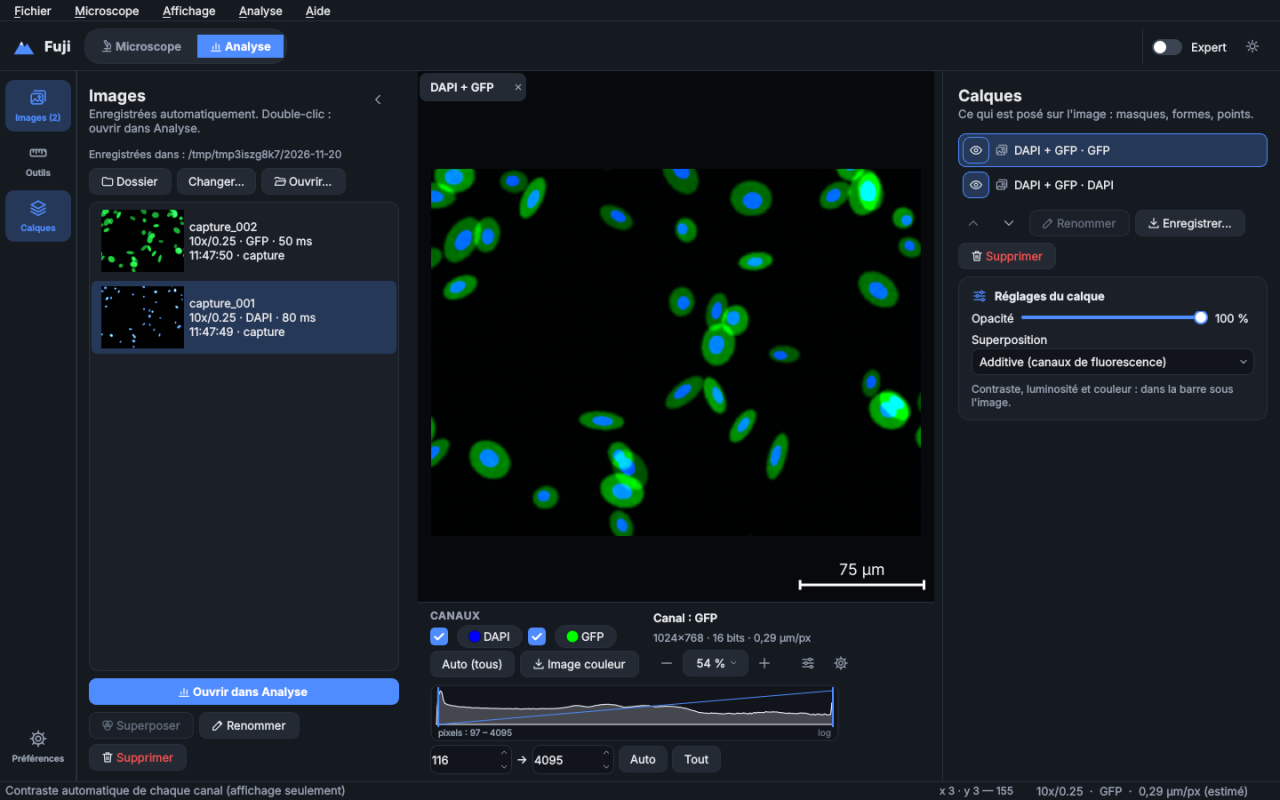 Fichier Microscope Affichage Analyse Aide
Fuji Microscope Analyse Expert
Images (2)
Outils
Calques
Préférences
Images
Enregistrées automatiquement. Double-clic :
ouvrir dans Analyse.
Enregistrées dans : /tmp/tmp3iszg8k7/2026-11-20
Dossier Changer... Ouvrir...
capture_002
10x/0.25 · GFP · 50 ms
11:47:50 · capture
capture_001
10x/0.25 · DAPI · 80 ms
11:47:49 · capture
Ouvrir dans Analyse
Superposer Renommer
Supprimer
DAPI + GFP ×
75 µm
CANAUX
DAPI GFP
Auto (tous) Image couleur
Canal : GFP
1024×768 · 16 bits · 0,29 µm/px
54 %
pixels : 97 – 4095 log
116 → 4095 Auto Tout
Calques
Ce qui est posé sur l'image : masques, formes, points.
DAPI + GFP · GFP
DAPI + GFP · DAPI
Renommer Enregistrer...
Supprimer
Réglages du calque
Opacité 100 %
Superposition
Additive (canaux de fluorescence)
Contraste, luminosité et couleur : dans la barre sous
l'image.
Contraste automatique de chaque canal (affichage seulement) x 3 · y 3 — 155 10x/0.25 · GFP · 0,29 µm/px (estimé)